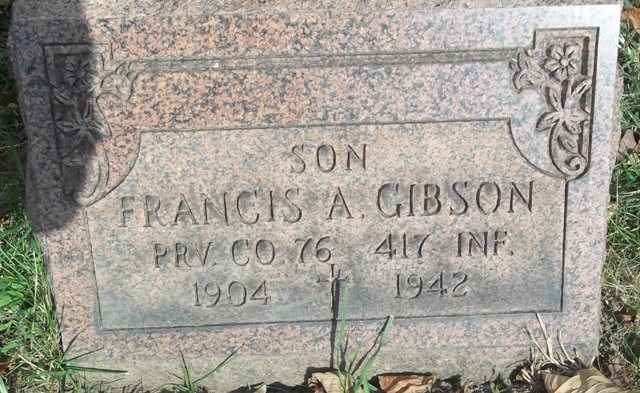 SON
FRANCIS A. GIBSON
PRV. CO. 76 417 INF.
1904 1942